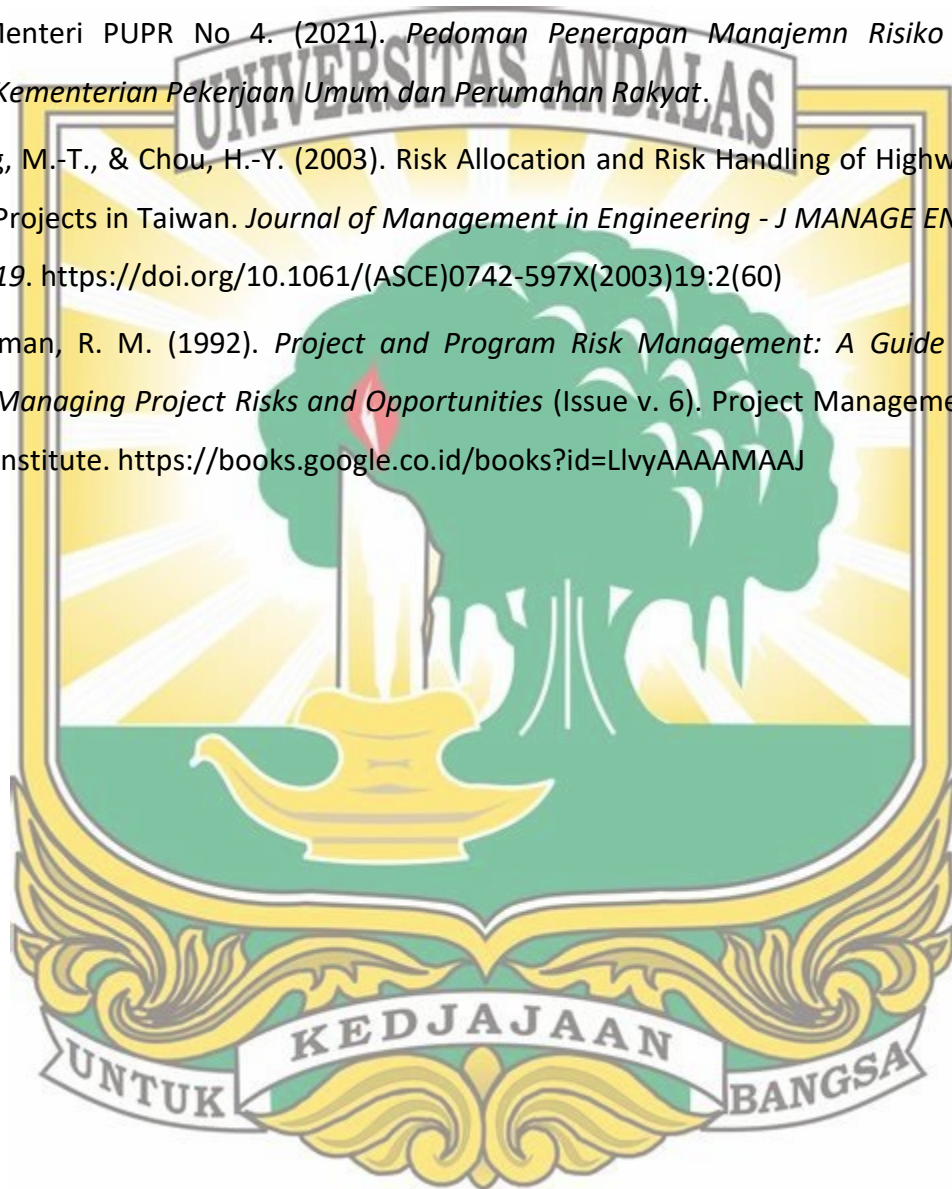 Menteri PUPR No 4. (2021). Pedoman Penerapan Manajemn Risiko
Kementerian Pekerjaan Umum dan Perumahan Rakyat.
g, M.-T., & Chou, H.-Y. (2003). Risk Allocation and Risk Handling of Highw
Projects in Taiwan. Journal of Management in Engineering - J MANAGE EN
19. https://doi.org/10.1061/(ASCE)0742-597X(2003)19:2(60)
man, R. M. (1992). Project and Program Risk Management: A Guide
Managing Project Risks and Opportunities (Issue v. 6). Project Manageme
Institute. https://books.google.co.id/books?id=LlvyAAAAMAAJ
UNIVERSITAS ANDALAS
UNTUK KEDJAJAAN BANGSA